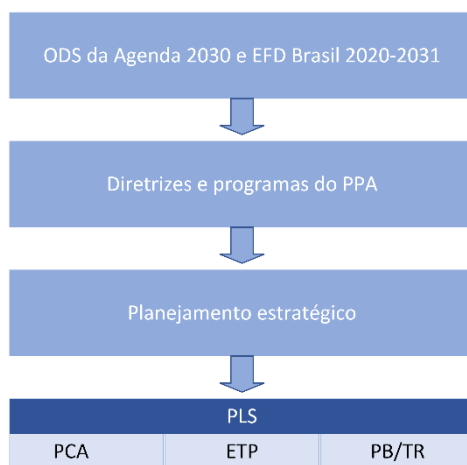 ODS da Agenda 2030 e EFD Brasil 2020-2031
Diretrizes e programas do PPA
Planejamento estratégico
PLS
PCA ETP PB/TR